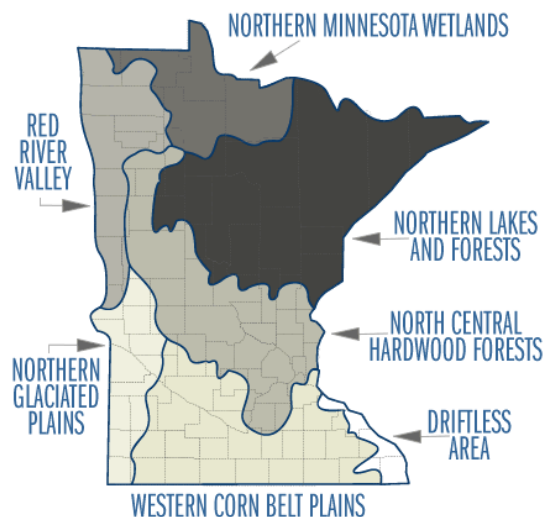 NORTHERN MINNESOTA WETLANDS
RED
RIVER
VALLEY
NORTHERN LAKES
AND FORESTS
NORTH CENTRAL
HARDWOOD FORESTS
NORTHERN
GLACIATED
PLAINS
DRIFTLESS
AREA
WESTERN CORN BELT PLAINS